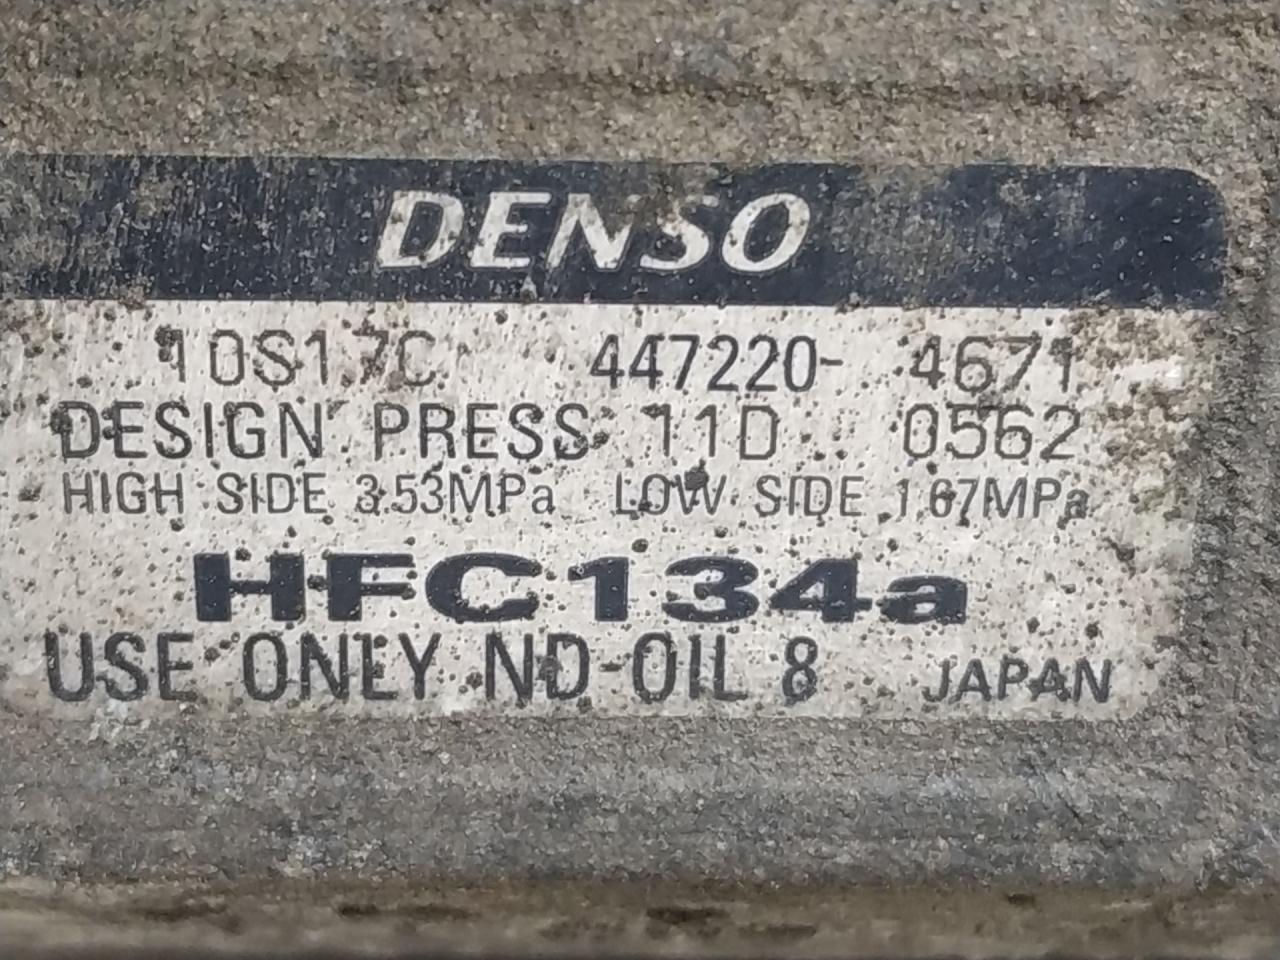 DENSO
10S17C 447220- 4671
DESIGN PRESS 11D 0562
HIGH SIDE 3.53MPa LOW SIDE 1.67MPa
HFC134a
USE ONLY ND-OIL 8 JAPAN